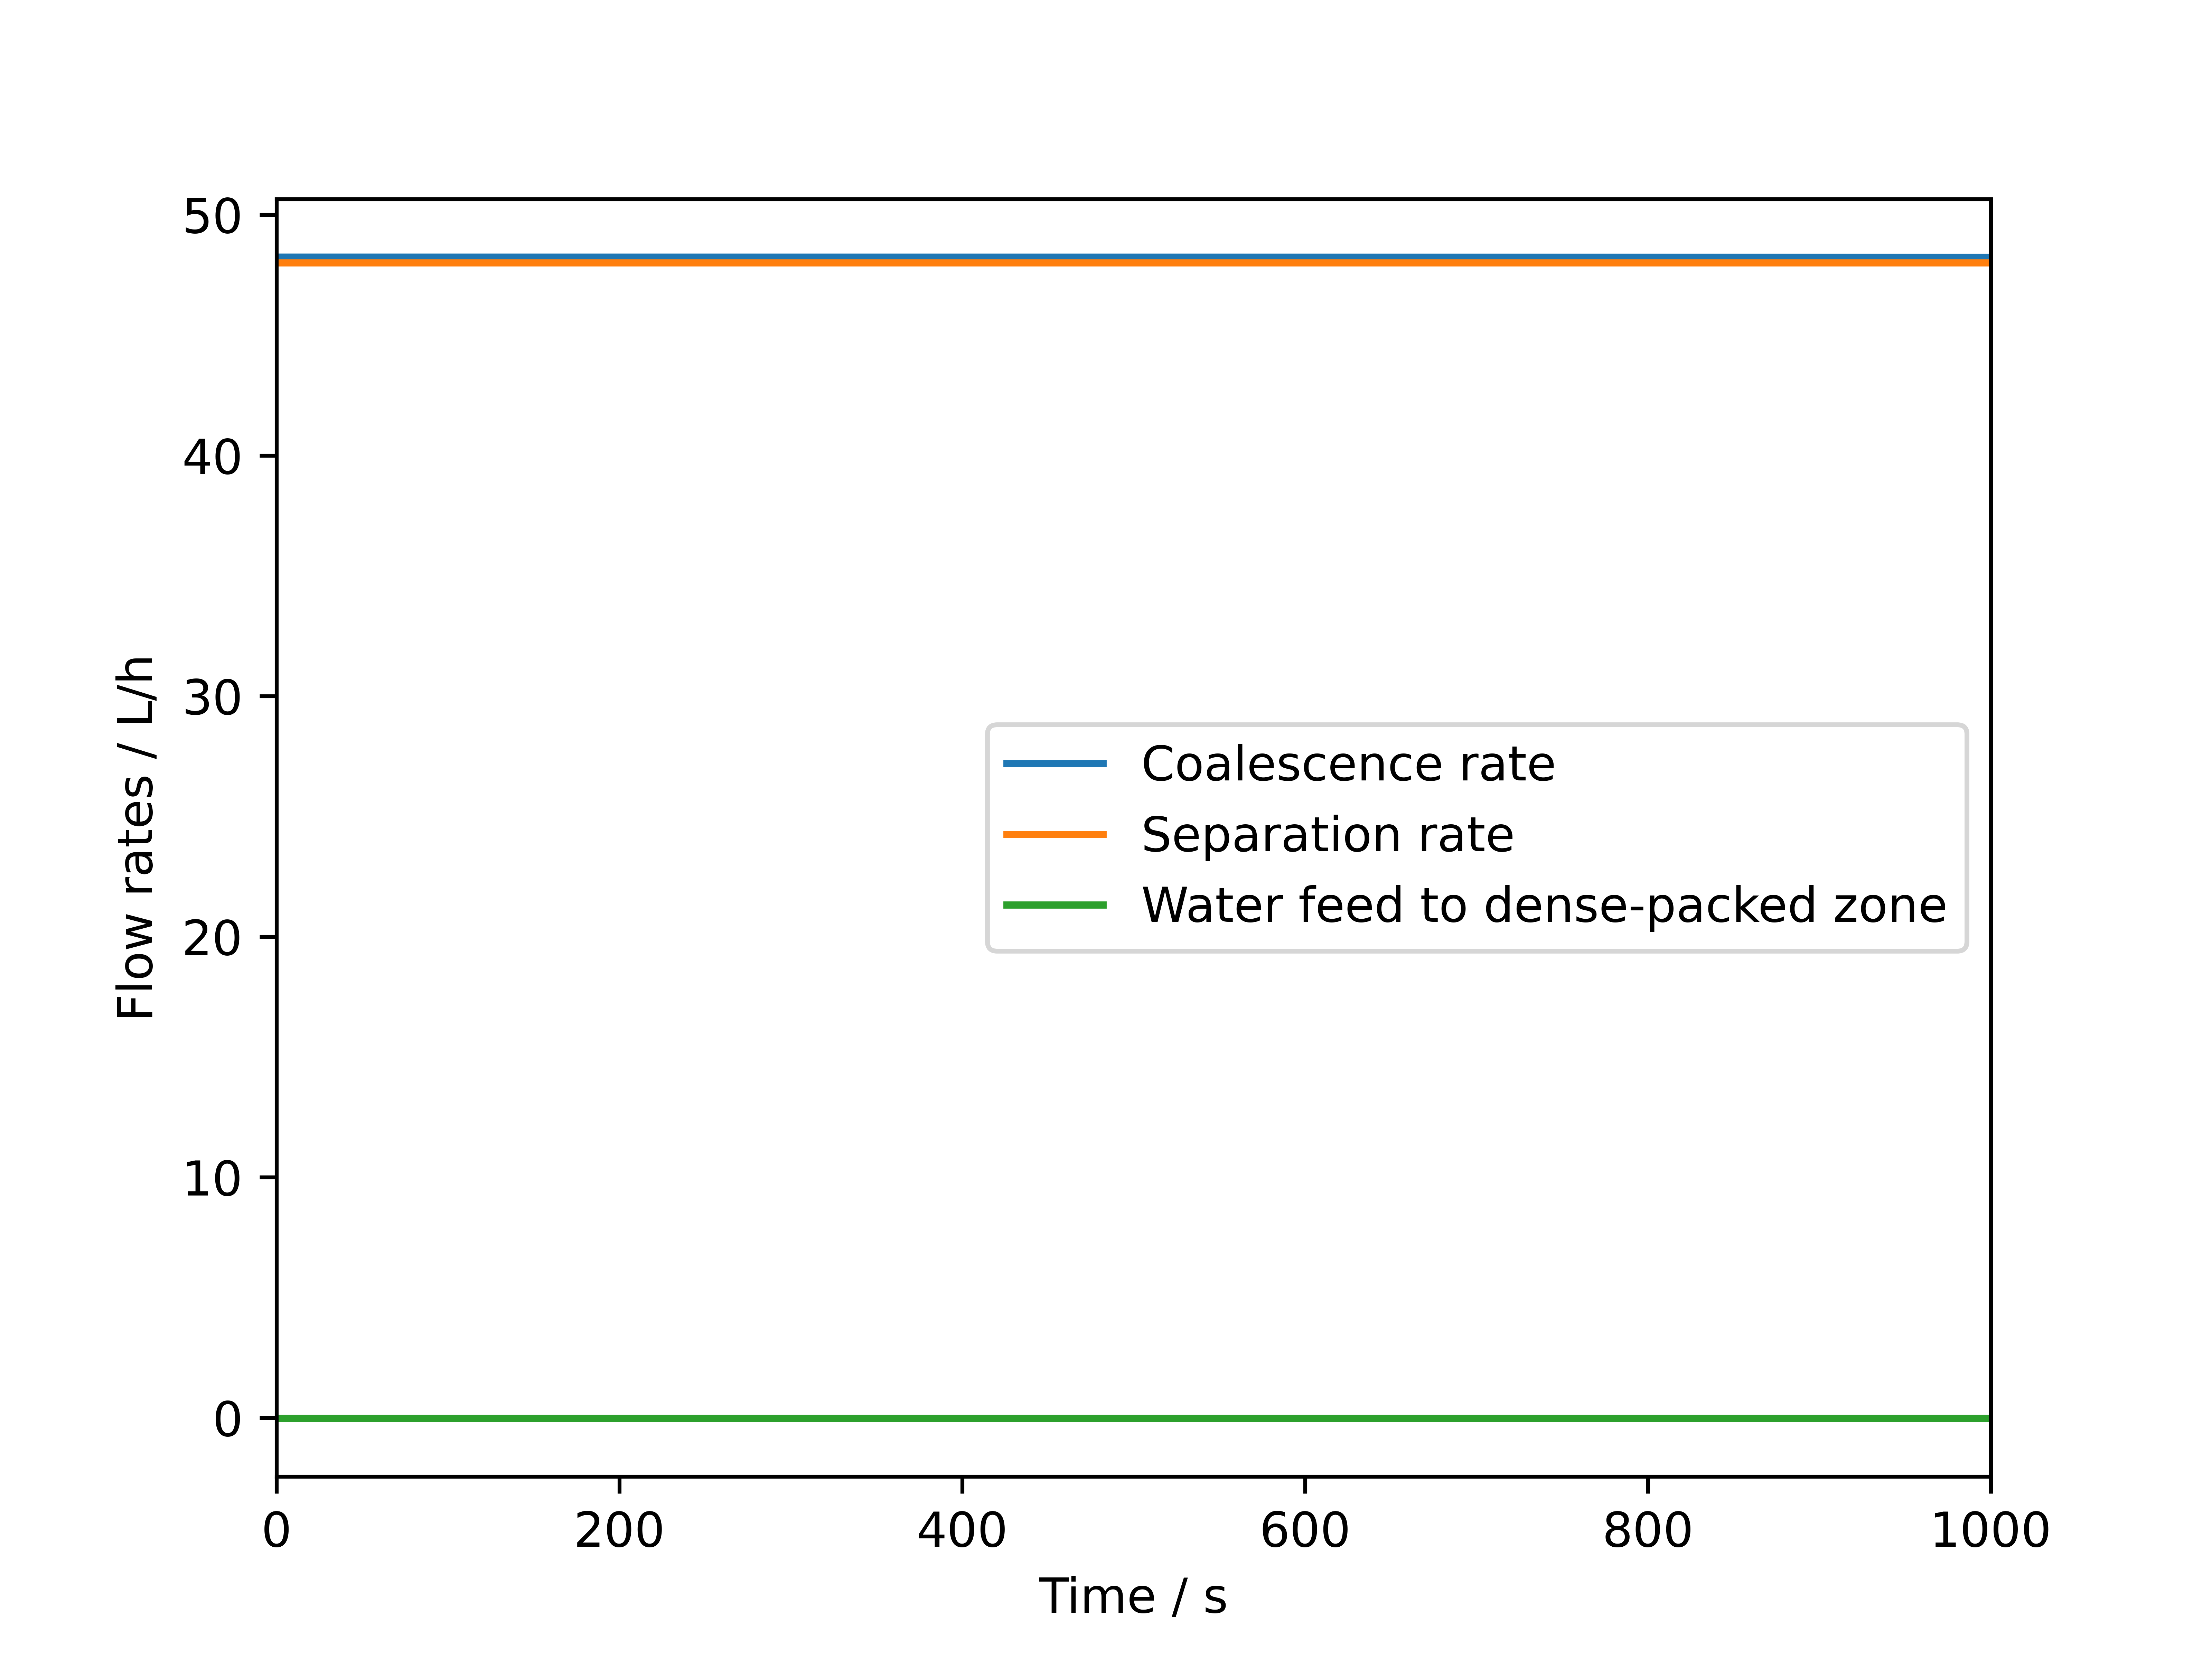 50
40
30
20
10
0
Flow rates / L/h
Coalescence rate
Separation rate
Water feed to dense-packed zone
0 200 400 600 800 1000
Time / s